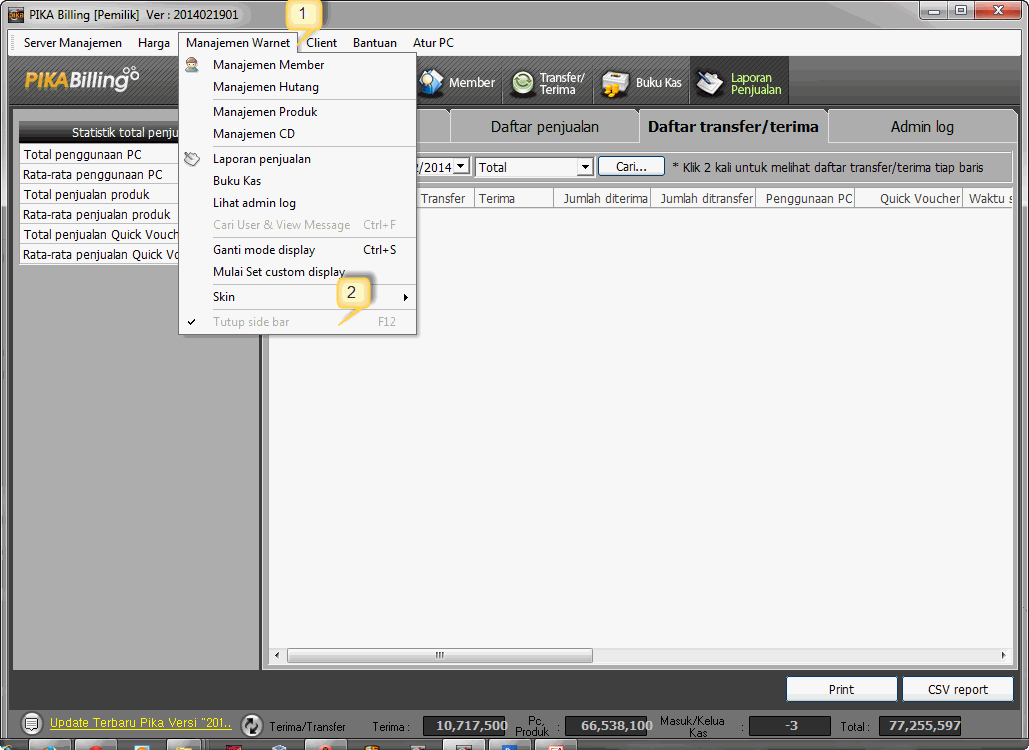 PIKA Billing [Pemilik] Ver : 2014021901
1
Server Manajemen Harga Manajemen Warnet Client Bantuan Atur PC
PIKABilling
Member
Transfer/
Terima
Buku Kas
Laporan
Penjualan
Manajemen Member
Manajemen Hutang
Manajemen Produk
Manajemen CD
Laporan penjualan
Buku Kas
Lihat admin log
Cari User & View Message Ctrl+F
Ganti mode display Ctrl+S
Mulai Set custom display
Skin
2
Tutup side bar F12
Statistik total penju
Total penggunaan PC
Rata-rata penggunaan PC
Total penjualan produk
Rata-rata penjualan produk
Total penjualan Quick Vouch
Rata-rata penjualan Quick Vo
Daftar penjualan Daftar transfer/terima Admin log
/2014 Total Cari... * Klik 2 kali untuk melihat daftar transfer/terima tiap baris
Transfer Terima Jumlah diterima Jumlah ditransfer Penggunaan PC Quick Voucher Waktu s
Print CSV report
Update Terbaru Pika Versi "201..
Terima/Transfer Terima : 10,717,500
Pc,
Produk : 66,538,100
Masuk/Kelua
Kas : -3
Total : 77,255,597